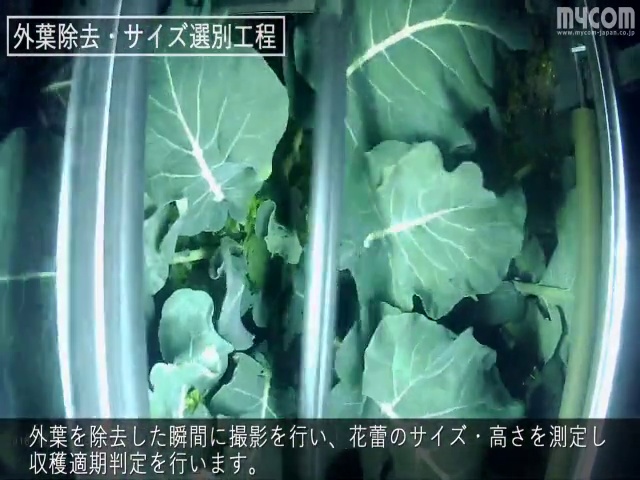 外葉除去・サイズ選別工程
mycom
www.mycom-japan.co.jp
外葉を除去した瞬間に撮影を行い、花蕾のサイズ・高さを測定し
収穫適期判定を行います。